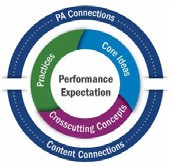 PA Connections
Practices
Core Ideas
Performance
Expectation
Crosscutting Concepts
Content Connections